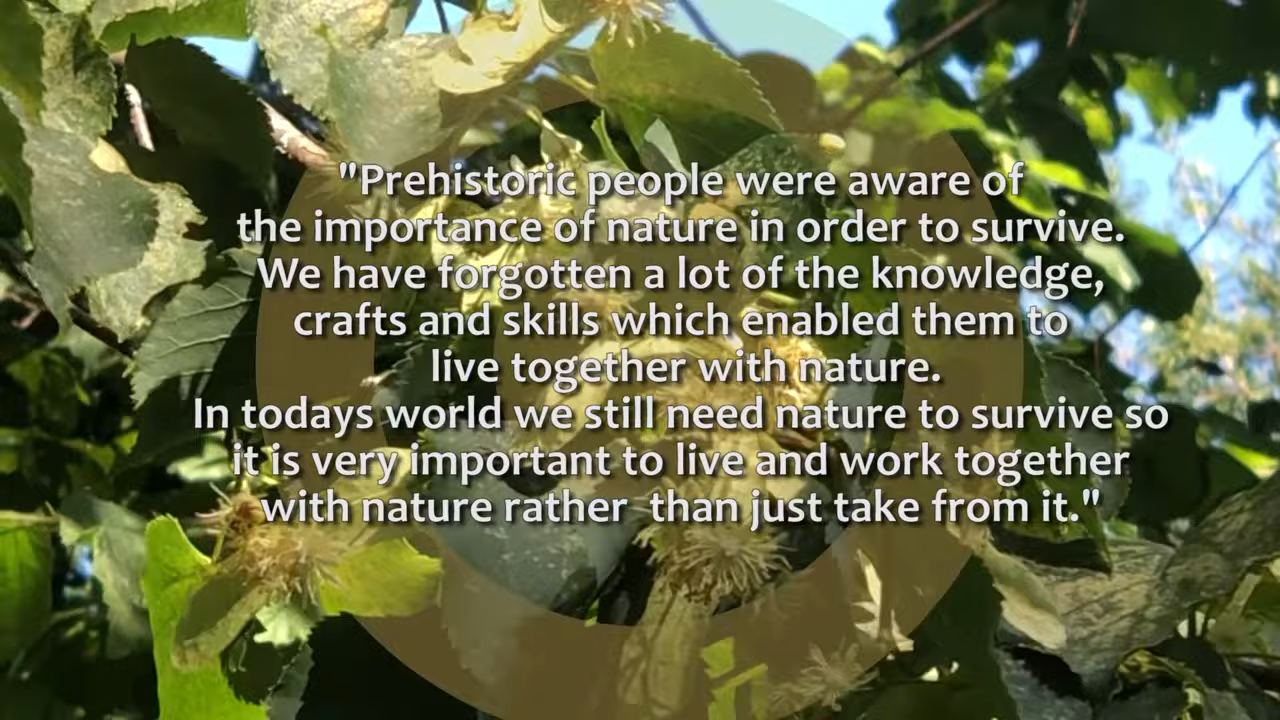 "Prehistoric people were aware of
the importance of nature in order to survive.
We have forgotten a lot of the knowledge,
crafts and skills which enabled them to
live together with nature.
In todays world we still need nature to survive so
it is very important to live and work together
with nature rather  than just take from it."